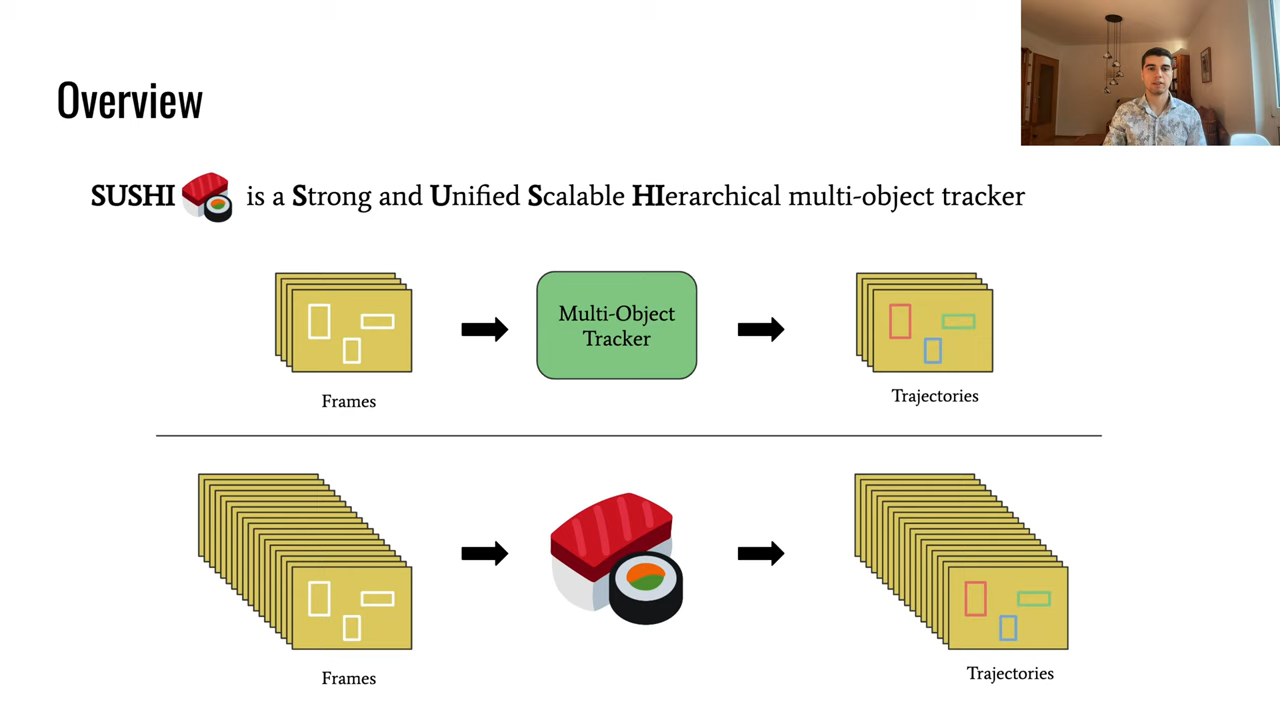 Overview
SUSHI is a Strong and Unified Scalable HIerarchical multi-object tracker
Multi-Object
Tracker
Frames
Trajectories
Frames
Trajectories